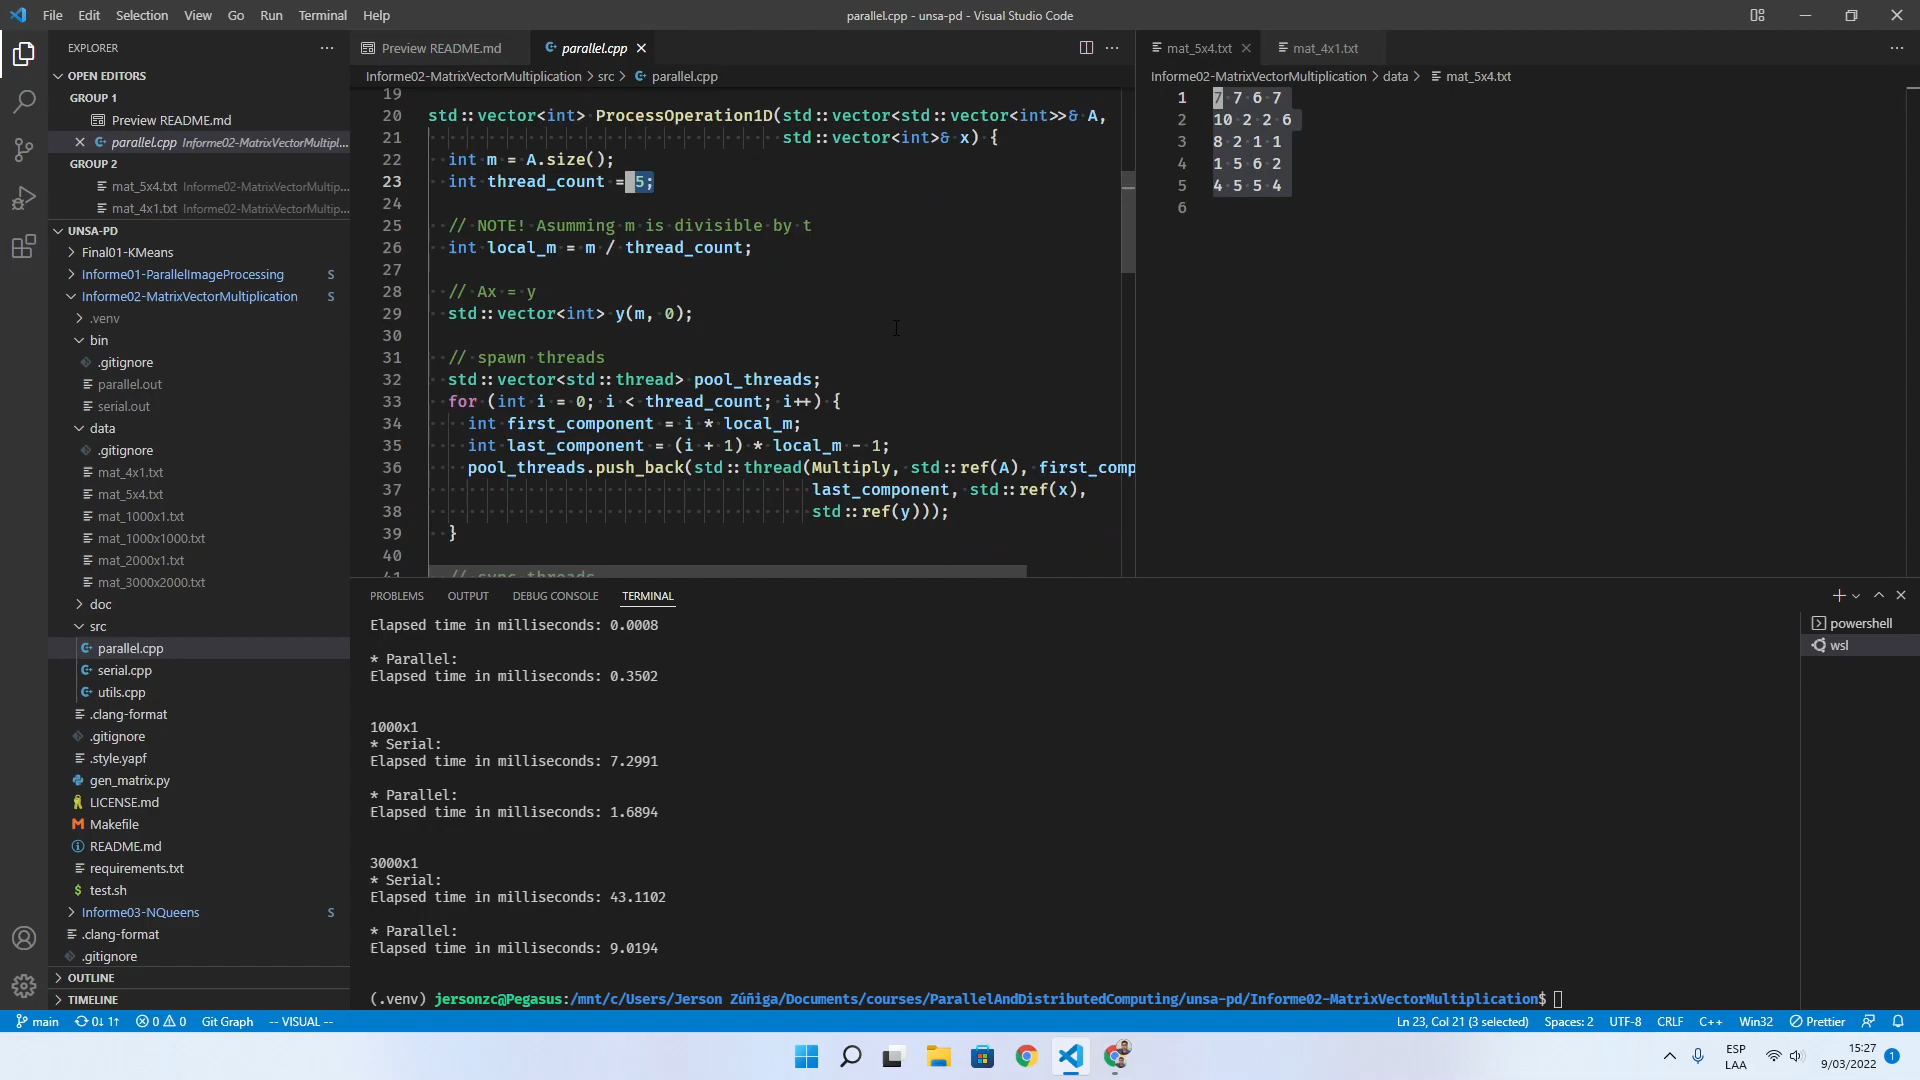 File Edit Selection View Go Run Terminal Help
parallel.cpp - unsa-pd - Visual Studio Code
EXPLORER
OPEN EDITORS
GROUP 1
Preview README.md
parallel.cpp Informe02-MatrixVectorMultipl...
GROUP 2
mat_5x4.txt Informe02-MatrixVectorMultip...
mat_4x1.txt Informe02-MatrixVectorMultip...
UNSA-PD
Final01-KMeans
Informe01-ParallelImageProcessing S
Informe02-MatrixVectorMultiplication S
.venv
bin
.gitignore
parallel.out
serial.out
data
.gitignore
mat_4x1.txt
mat_5x4.txt
mat_1000x1.txt
mat_1000x1000.txt
mat_2000x1.txt
mat_3000x2000.txt
doc
src
parallel.cpp
serial.cpp
utils.cpp
.clang-format
.gitignore
.style.yapf
gen_matrix.py
LICENSE.md
Makefile
README.md
requirements.txt
test.sh
Informe03-NQueens S
.clang-format
.gitignore
OUTLINE
TIMELINE
Preview README.md
parallel.cpp
Informe02-MatrixVectorMultiplication > src > parallel.cpp
19
20 std::vector<int> ProcessOperation1D(std::vector<std::vector<int>>& A,
21 std::vector<int>& x) {
22 int m = A.size();
23 int thread_count = 5;
24
25 // NOTE! Asumming m is divisible by t
26 int local_m = m / thread_count;
27
28 // Ax = y
29 std::vector<int> y(m, 0);
30
31 // spawn threads
32 std::vector<std::thread> pool_threads;
33 for (int i = 0; i < thread_count; i++) {
34 int first_component = i * local_m;
35 int last_component = (i + 1) * local_m - 1;
36 pool_threads.push_back(std::thread(Multiply, std::ref(A), first_comp
37 last_component, std::ref(x),
38 std::ref(y)));
39 }
40
41 // sync threads
mat_5x4.txt
mat_4x1.txt
Informe02-MatrixVectorMultiplication > data > mat_5x4.txt
1 7 7 6 7
2 10 2 2 6
3 8 2 1 1
4 1 5 6 2
5 4 5 5 4
6
PROBLEMS OUTPUT DEBUG CONSOLE TERMINAL
Elapsed time in milliseconds: 0.0008
* Parallel:
Elapsed time in milliseconds: 0.3502
1000x1
* Serial:
Elapsed time in milliseconds: 7.2991
* Parallel:
Elapsed time in milliseconds: 1.6894
3000x1
* Serial:
Elapsed time in milliseconds: 43.1102
* Parallel:
Elapsed time in milliseconds: 9.0194
(.venv) jersonzc@Pegasus:/mnt/c/Users/Jerson Zúñiga/Documents/courses/ParallelAndDistributedComputing/unsa-pd/Informe02-MatrixVectorMultiplication$
powershell
wsl
main 0↓ 1↑ 0 0 Git Graph -- VISUAL --
Ln 23, Col 21 (3 selected) Spaces: 2 UTF-8 CRLF C++ Win32 Prettier
ESP
LAA
15:27
9/03/2022
1